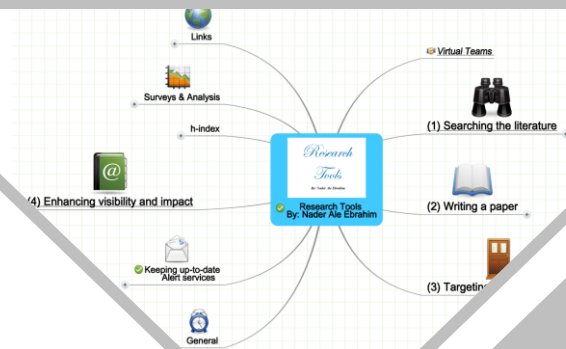 Links
Virtual Teams
Surveys & Analysis
(1) Searching the literature
h-index
Research
Tools
By: Nader Ale Ebrahim
Research Tools
By: Nader Ale Ebrahim
(4) Enhancing visibility and impact
(2) Writing a paper
Keeping up-to-date
Alert services
(3) Targeting
General